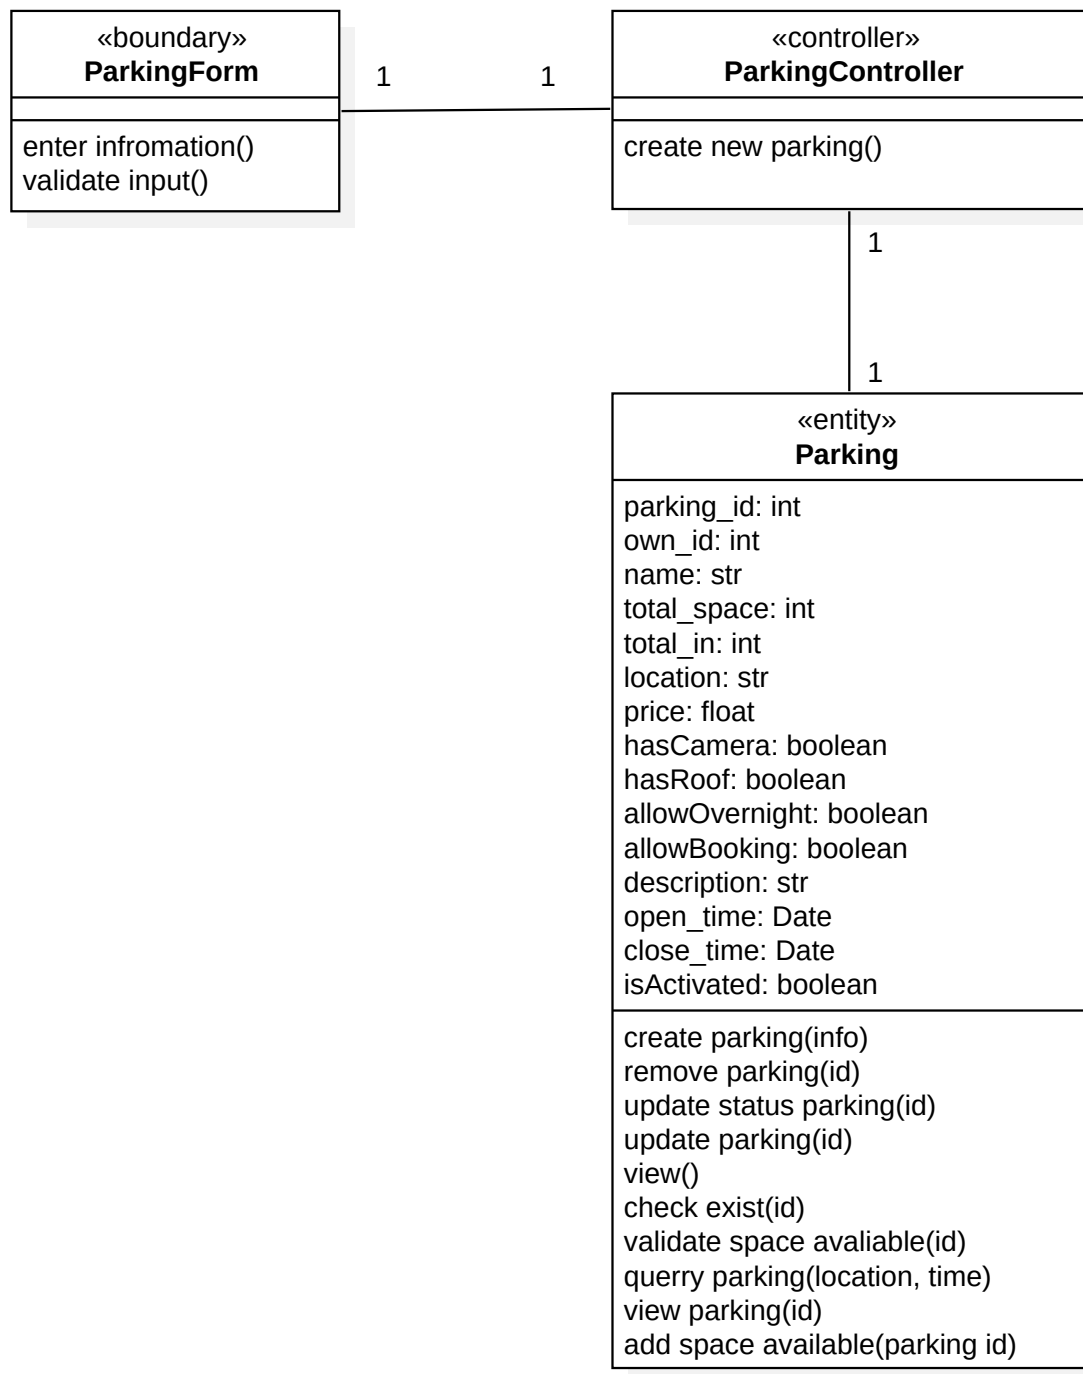 «boundary»
ParkingForm
enter infromation()
validate input()
1
1
«controller»
ParkingController
create new parking()
1
1
«entity»
Parking
parking_id: int
own_id: int
name: str
total_space: int
total_in: int
location: str
price: float
hasCamera: boolean
hasRoof: boolean
allowOvernight: boolean
allowBooking: boolean
description: str
open_time: Date
close_time: Date
isActivated: boolean
create parking(info)
remove parking(id)
update status parking(id)
update parking(id)
view()
check exist(id)
validate space avaliable(id)
querry parking(location, time)
view parking(id)
add space available(parking id)